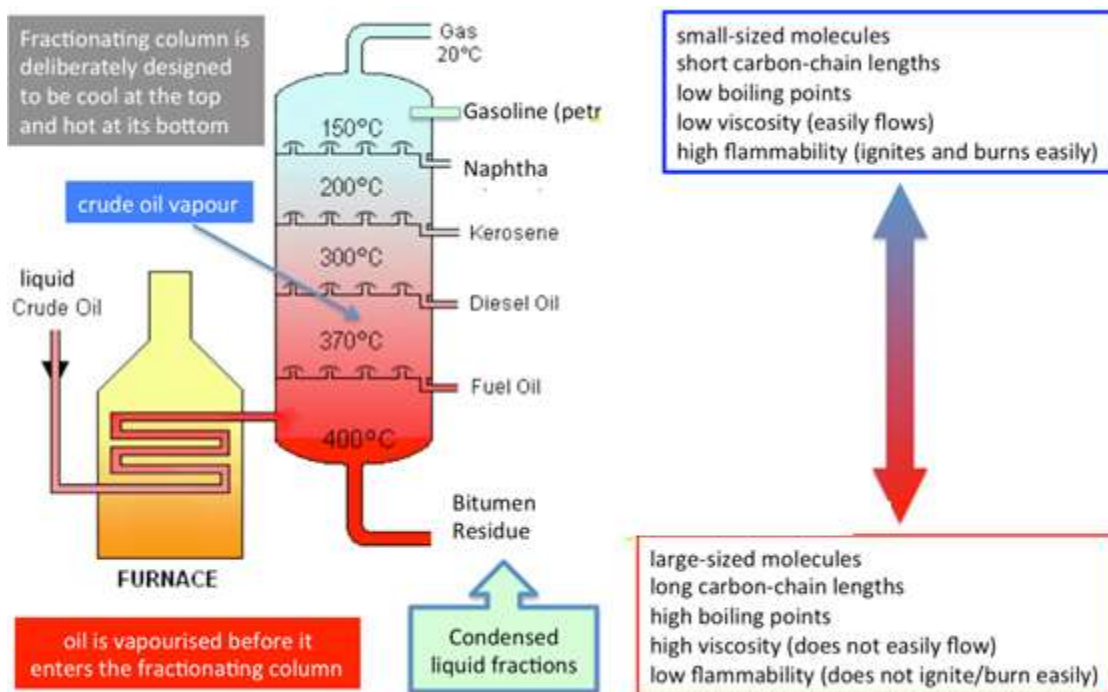 Fractionating column is
deliberately designed
to be cool at the top
and hot at its bottom
Gas
20°C
Gasoline (petr
150°C
Naphtha
200°C
crude oil vapour
Kerosene
300°C
liquid
Crude Oil
Diesel Oil
370°C
Fuel Oil
400°C
Bitumen
Residue
FURNACE
oil is vapourised before it
enters the fractionating column
Condensed
liquid fractions
small-sized molecules
short carbon-chain lengths
low boiling points
low viscosity (easily flows)
high flammability (ignites and burns easily)
large-sized molecules
long carbon-chain lengths
high boiling points
high viscosity (does not easily flow)
low flammability (does not ignite/burn easily)